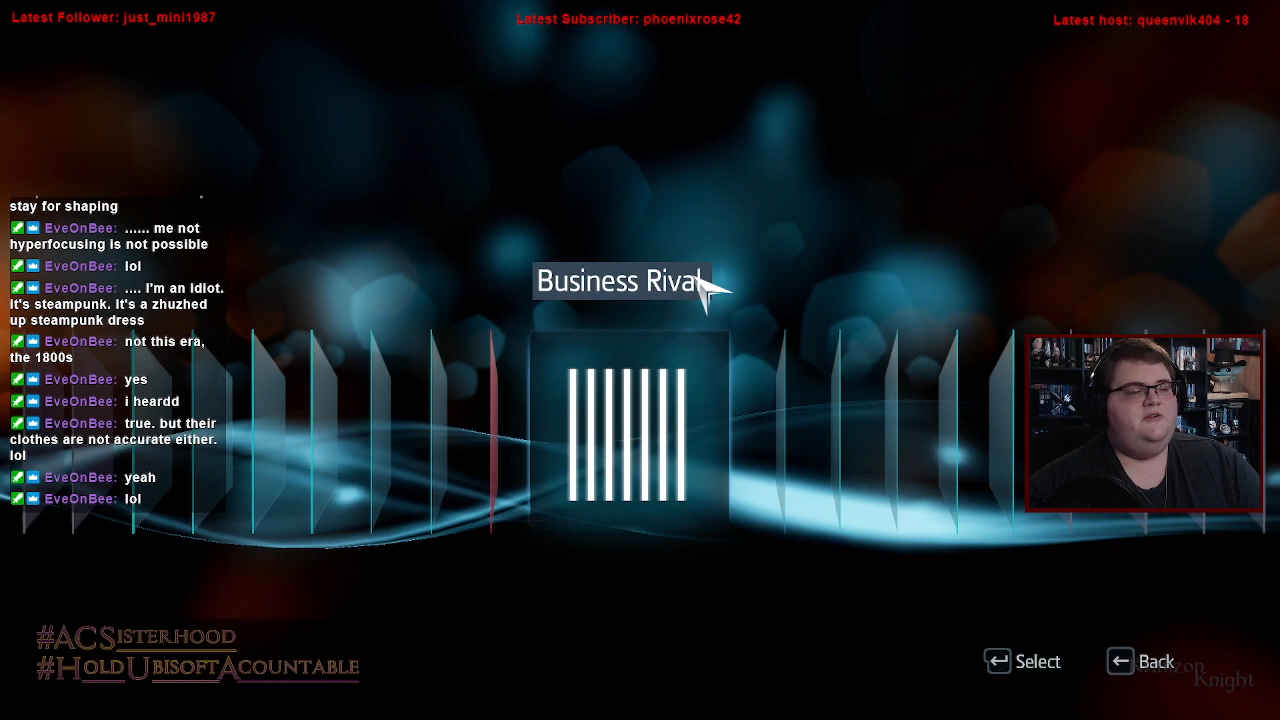 Latest Follower: just_mini1987
Latest Subscriber: phoenixrose42
Latest host: queenvlk404 - 18
stay for shaping
EveOnBee: ...... me not
hyperfocusing is not possible
EveOnBee: lol
EveOnBee: .... I'm an idiot.
it's steampunk. It's a zhuzhed
up steampunk dress
EveOnBee: not this era,
the 1800s
EveOnBee: yes
EveOnBee: i heardd
EveOnBee: true. but their
clothes are not accurate either.
lol
EveOnBee: yeah
EveOnBee: lol
Business Rival
#ACSisterhood
#HoldUbisoftAcountable
Select
Back
Knight